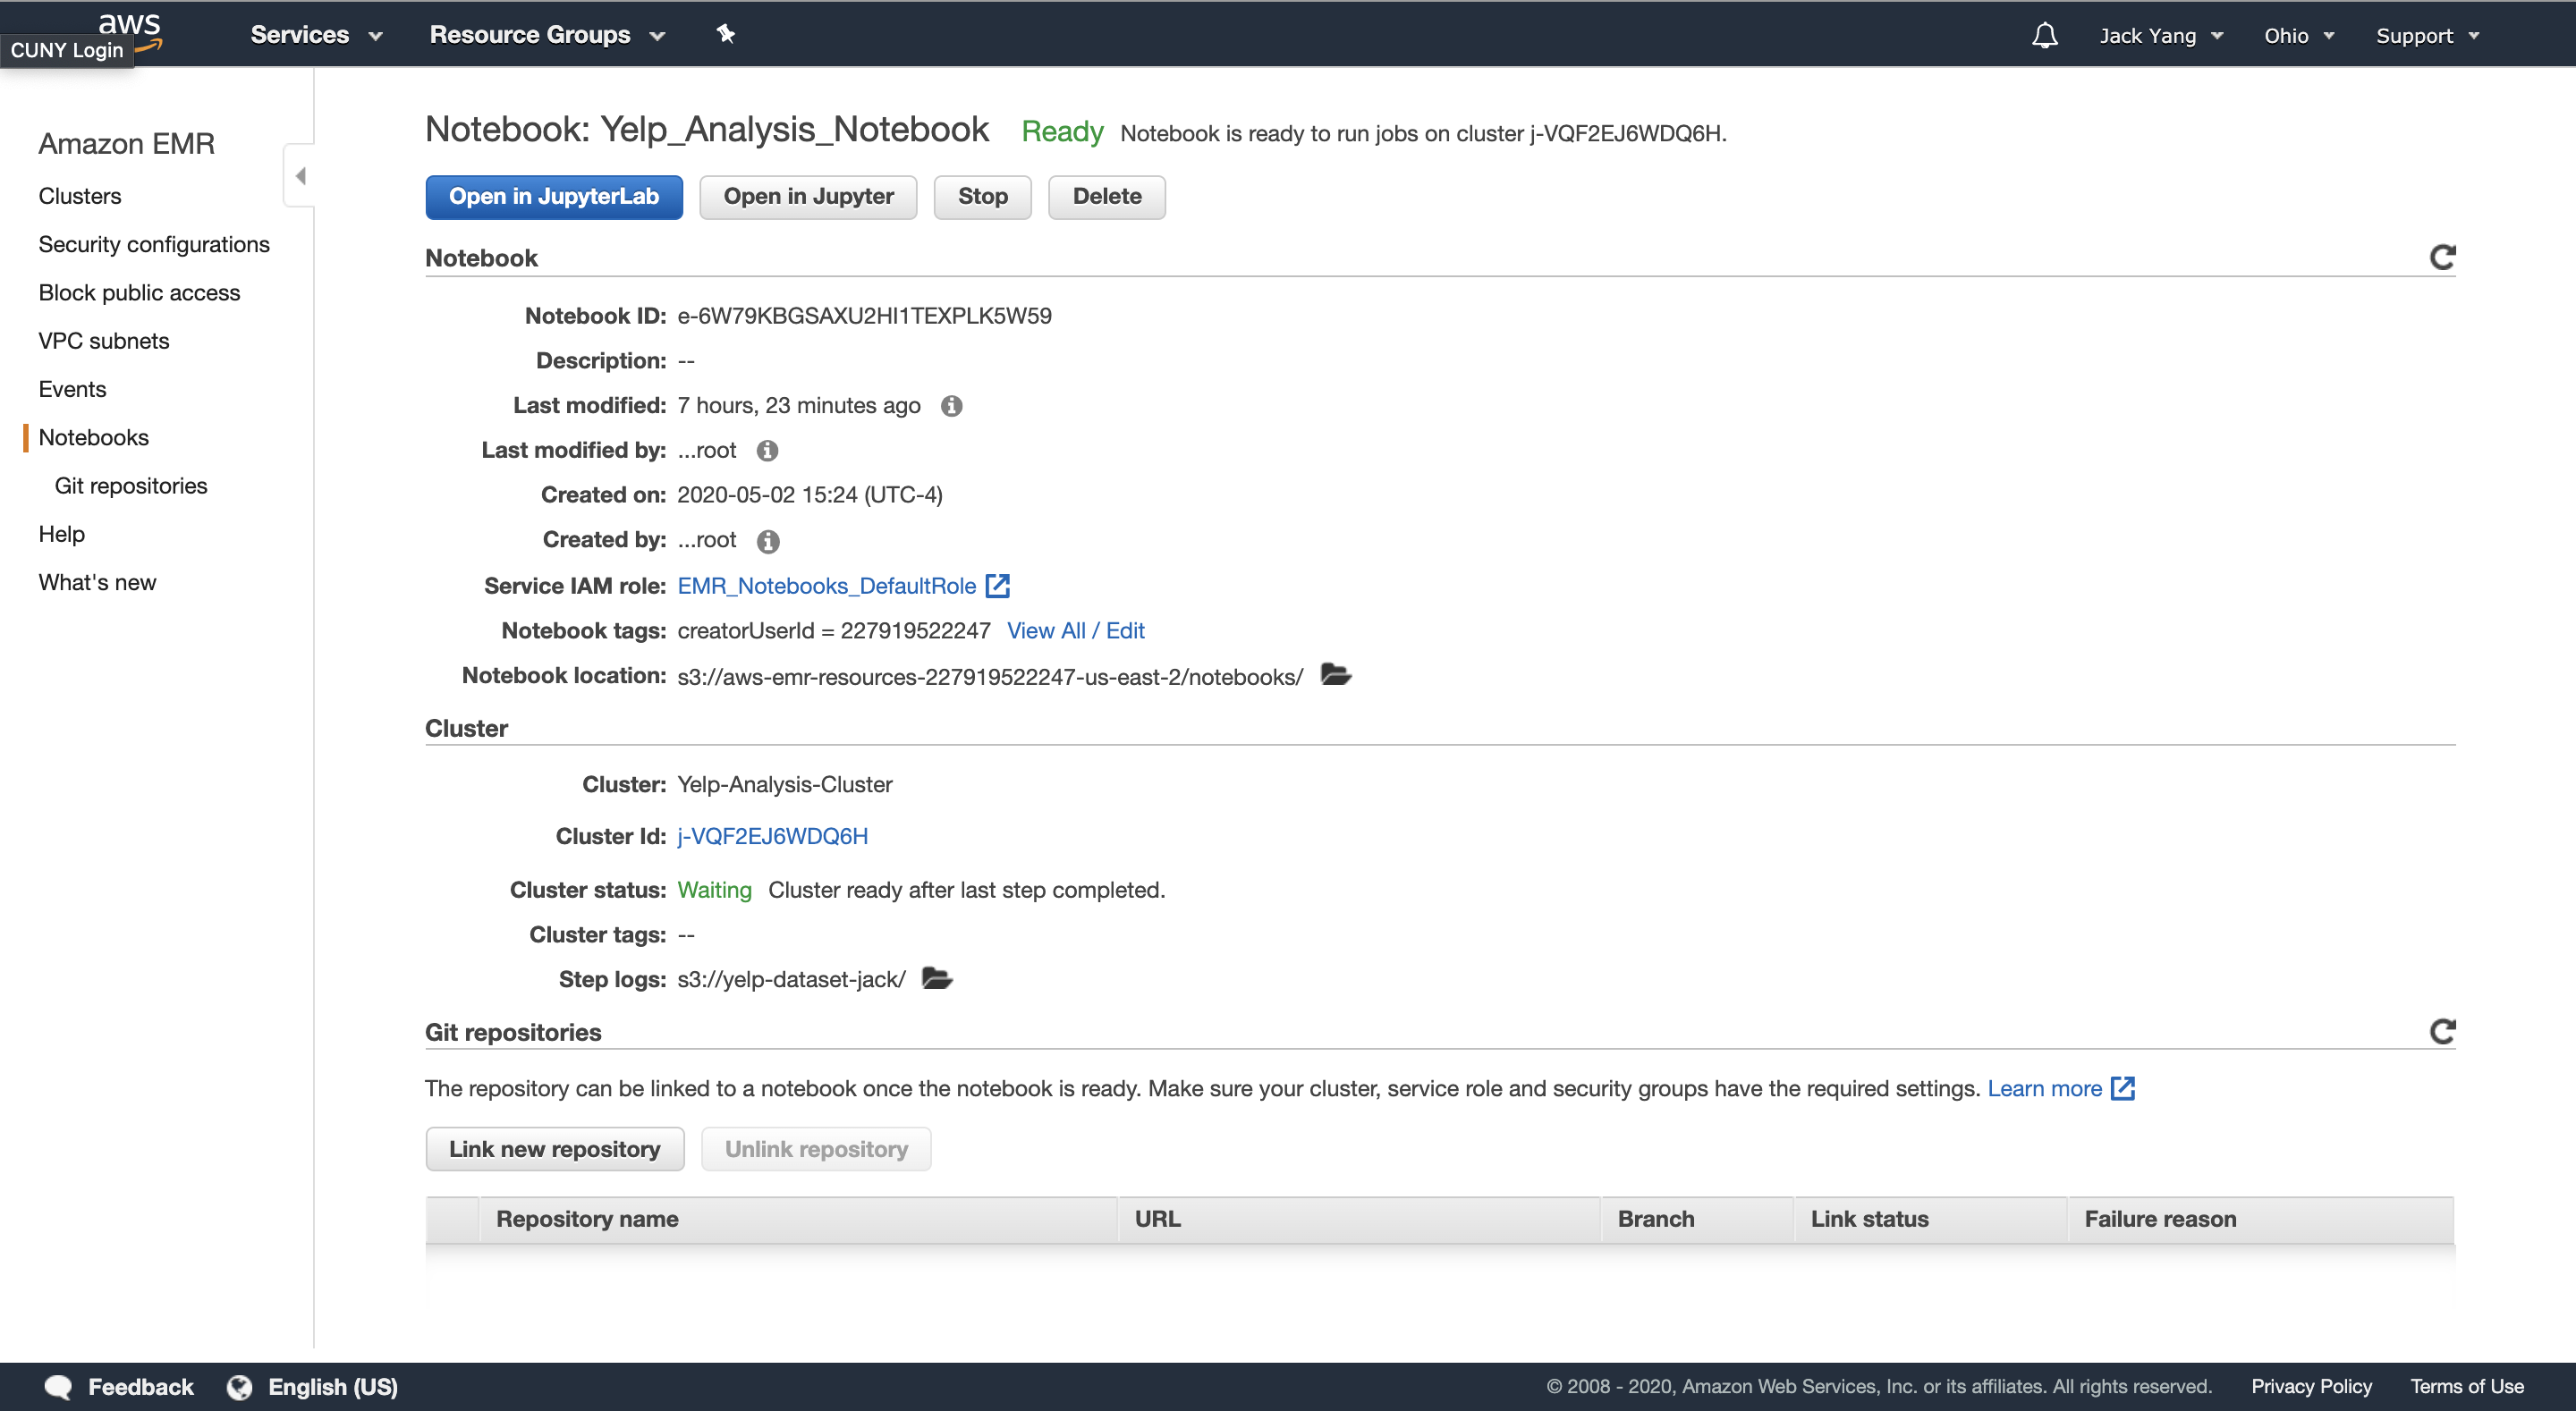 aws
CUNY Login
Services
Resource Groups
Jack Yang
Ohio
Support
Amazon EMR
Clusters
Security configurations
Block public access
VPC subnets
Events
Notebooks
Git repositories
Help
What's new
Notebook: Yelp_Analysis_Notebook Ready Notebook is ready to run jobs on cluster j-VQF2EJ6WDQ6H.
Open in JupyterLab Open in Jupyter Stop Delete
Notebook
Notebook ID: e-6W79KBGSAXU2HI1TEXPLK5W59
Description: --
Last modified: 7 hours, 23 minutes ago
Last modified by: ...root
Created on: 2020-05-02 15:24 (UTC-4)
Created by: ...root
Service IAM role: EMR_Notebooks_DefaultRole
Notebook tags: creatorUserId = 227919522247 View All / Edit
Notebook location: s3://aws-emr-resources-227919522247-us-east-2/notebooks/
Cluster
Cluster: Yelp-Analysis-Cluster
Cluster Id: j-VQF2EJ6WDQ6H
Cluster status: Waiting Cluster ready after last step completed.
Cluster tags: --
Step logs: s3://yelp-dataset-jack/
Git repositories
The repository can be linked to a notebook once the notebook is ready. Make sure your cluster, service role and security groups have the required settings. Learn more
Link new repository Unlink repository
Repository name URL Branch Link status Failure reason
Feedback English (US) © 2008 - 2020, Amazon Web Services, Inc. or its affiliates. All rights reserved. Privacy Policy Terms of Use